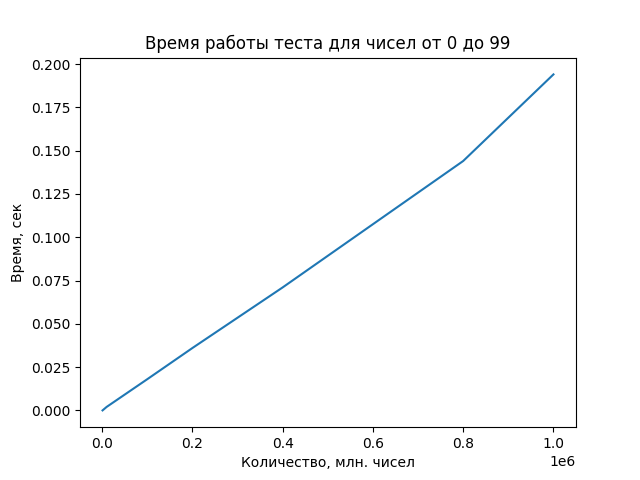 Время работы теста для чисел от 0 до 99
0.200
0.175
0.150
0.125
0.100
0.075
0.050
0.025
0.000
Время, сек
0.0 0.2 0.4 0.6 0.8 1.0
1e6
Количество, млн. чисел